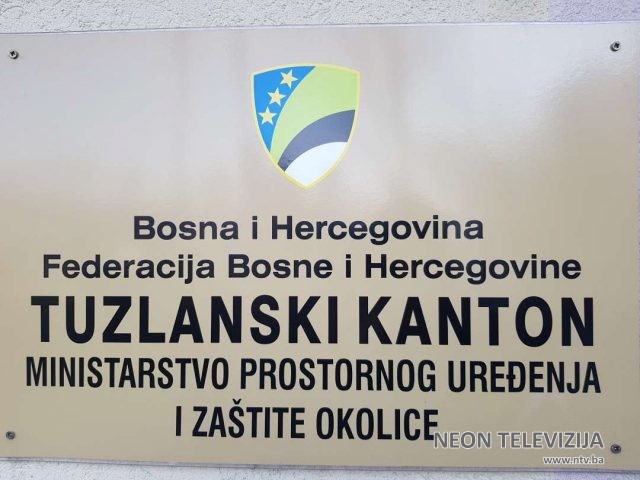 Bosna i Hercegovina
Federacija Bosne i Hercegovine
TUZLANSKI KANTON
MINISTARSTVO PROSTORNOG UREĐENJA
I ZAŠTITE OKOLICE
NEON TELEVIZIJA
www.ntv.ba